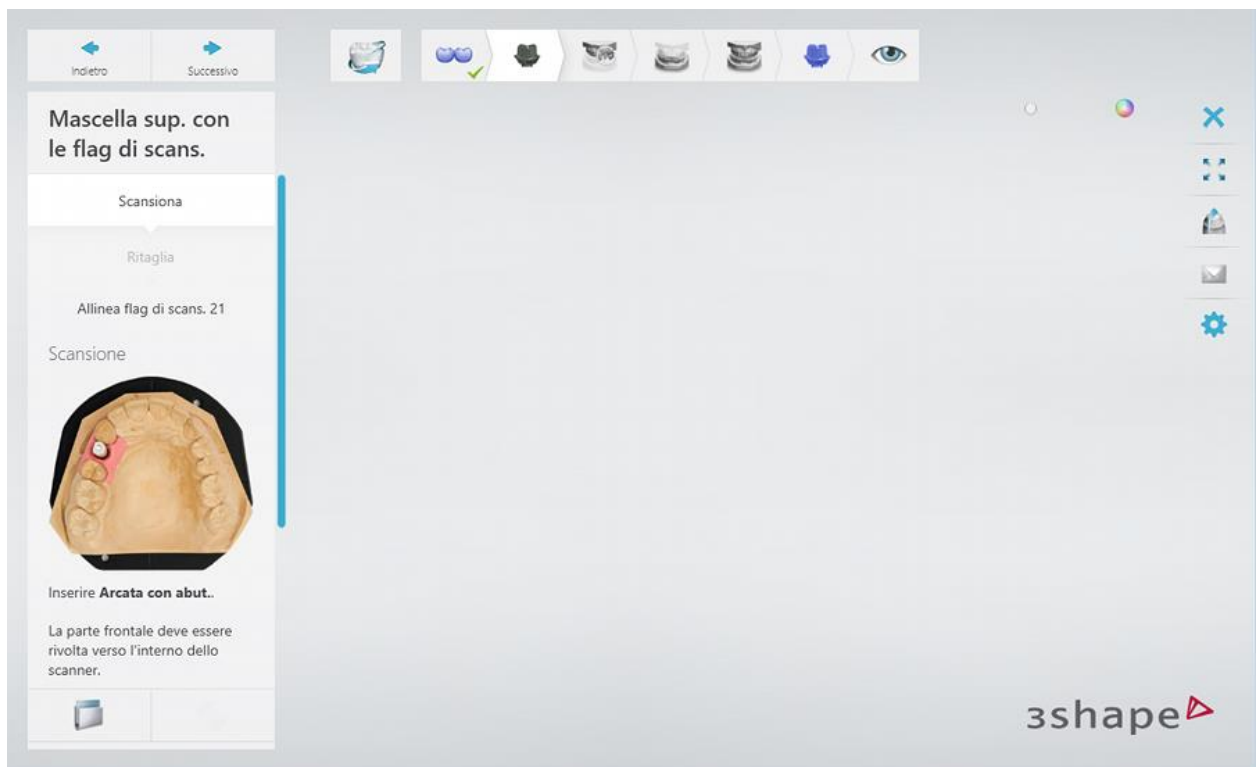 Indietro
Successivo
Mascella sup. con
le flag di scans.
Scansiona
Ritaglia
Allinea flag di scans. 21
Scansione
Inserire Arcata con abut..
La parte frontale deve essere
rivolta verso l'interno dello
scanner.
3shape